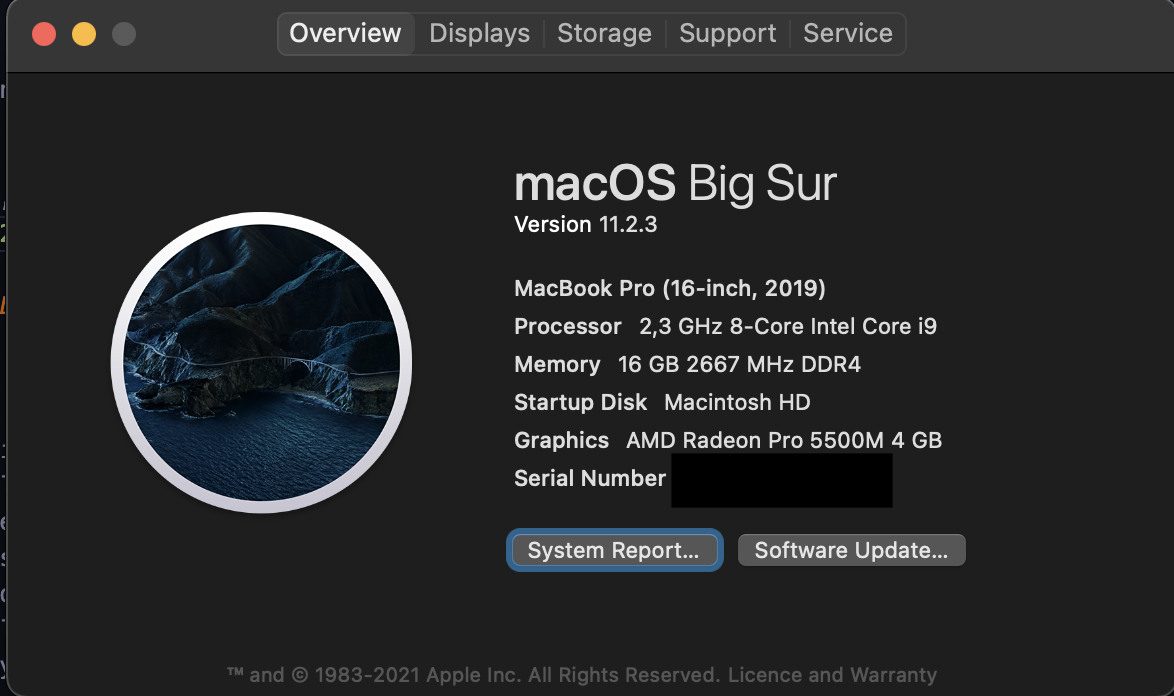 Overview Displays Storage Support Service
macOS Big Sur
Version 11.2.3
MacBook Pro (16-inch, 2019)
Processor 2,3 GHz 8-Core Intel Core i9
Memory 16 GB 2667 MHz DDR4
Startup Disk Macintosh HD
Graphics AMD Radeon Pro 5500M 4 GB
Serial Number
System Report...
Software Update...
™ and © 1983-2021 Apple Inc. All Rights Reserved. Licence and Warranty